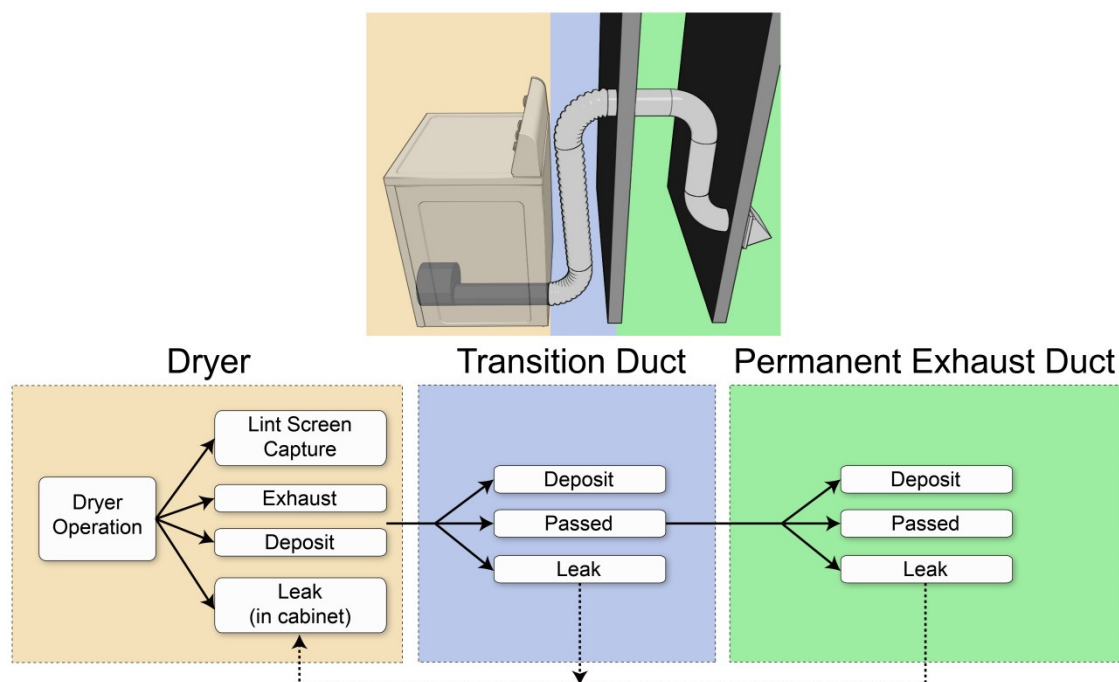 Dryer
Transition Duct
Permanent Exhaust Duct
Dryer
Operation
Lint Screen
Capture
Exhaust
Deposit
Leak
(in cabinet)
Deposit
Passed
Leak
Deposit
Passed
Leak